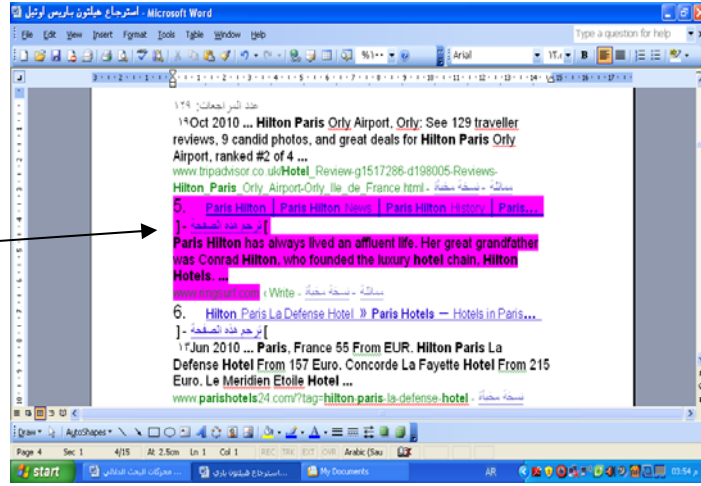 استرجاع هيلتون باريس اوتيل - Microsoft Word
File Edit View Insert Format Tools Table Window Help
Type a question for help
Arial
عدد المراجعات: ١٢٩
١٩Oct 2010 ... Hilton Paris Orly Airport, Orly: See 129 traveller
reviews, 9 candid photos, and great deals for Hilton Paris Orly
Airport, ranked #2 of 4 ...
www.tripadvisor.co.uk/Hotel_Review-g1517286-d198005-Reviews-
Hilton_Paris_Orly_Airport-Orly_Ile_de_France.html - نسخة مخبأة - مماثلة
5. Paris Hilton | Paris Hilton News | Paris Hilton History | Paris...
]- ترجم هذه الصفحة[
Paris Hilton has always lived an affluent life. Her great grandfather
was Conrad Hilton, who founded the luxury hotel chain, Hilton
Hotels. ...
www.ringsurf.com › Write - نسخة مخبأة - مماثلة
6. Hilton Paris La Defense Hotel » Paris Hotels — Hotels in Paris...
]- ترجم هذه الصفحة[
١٣Jun 2010 ... Paris, France 55 From EUR. Hilton Paris La
Defense Hotel From 157 Euro. Concorde La Fayette Hotel From 215
Euro. Le Meridien Etoile Hotel ...
www.parishotels24.com/?tag=hilton-paris-la-defense-hotel - نسخة مخبأة
Draw AutoShapes
Page 4 Sec 1 4/15 At 2.5cm Ln 1 Col 1 REC TRK EXT OVR Arabic (Sau
start محركات البحث الدلالي ... استرجاع هيلتون باري... My Documents AR 03:54 م